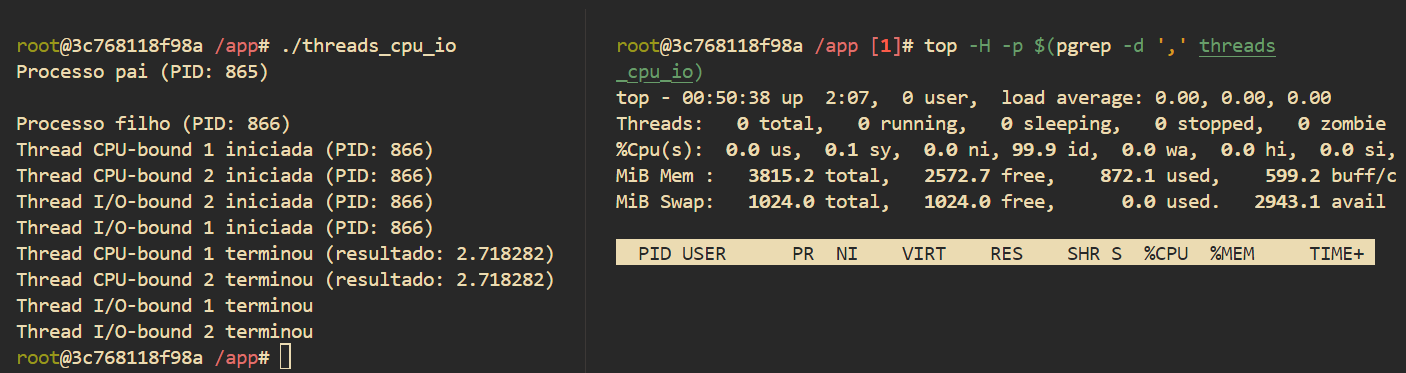 root@3c768118f98a /app# ./threads_cpu_io
Processo pai (PID: 865)
Processo filho (PID: 866)
Thread CPU-bound 1 iniciada (PID: 866)
Thread CPU-bound 2 iniciada (PID: 866)
Thread I/O-bound 2 iniciada (PID: 866)
Thread I/O-bound 1 iniciada (PID: 866)
Thread CPU-bound 1 terminou (resultado: 2.718282)
Thread CPU-bound 2 terminou (resultado: 2.718282)
Thread I/O-bound 1 terminou
Thread I/O-bound 2 terminou
root@3c768118f98a /app#
root@3c768118f98a /app [1]# top -H -p $(pgrep -d ',' threads
_cpu_io)
top - 00:50:38 up  2:07,  0 user,  load average: 0.00, 0.00, 0.00
Threads:   0 total,   0 running,   0 sleeping,   0 stopped,   0 zombie
%Cpu(s):  0.0 us,  0.1 sy,  0.0 ni, 99.9 id,  0.0 wa,  0.0 hi,  0.0 si,
MiB Mem :   3815.2 total,   2572.7 free,    872.1 used,    599.2 buff/c
MiB Swap:   1024.0 total,   1024.0 free,      0.0 used.   2943.1 avail
PID USER      PR  NI    VIRT    RES    SHR S  %CPU  %MEM     TIME+